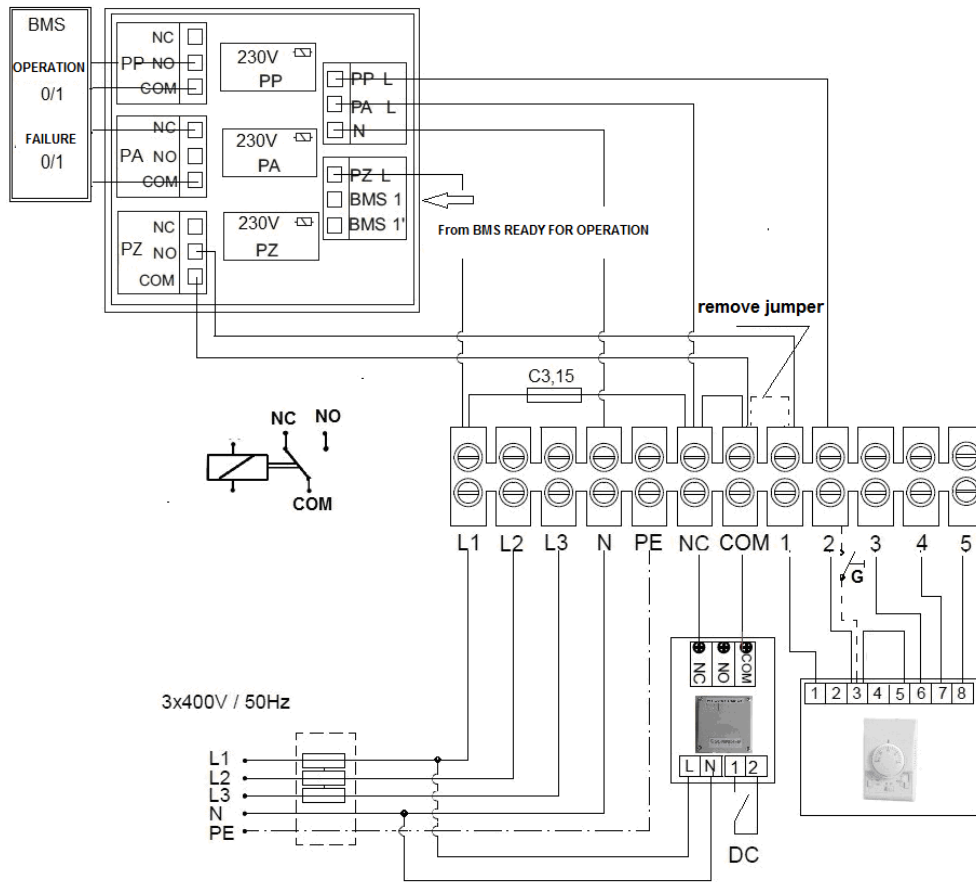 BMS
OPERATION
0/1
FAILURE
0/1
NC
PP NO
COM
NC
PA NO
COM
NC
PZ NO
COM
230V
PP
230V
PA
230V
PZ
PP L
PA L
N
PZ L
BMS 1
BMS 1'
From BMS READY FOR OPERATION
remove jumper
C3,15
NC NO
COM
L1 L2 L3 N PE NC COM 1 2 3 4 5
G
NC NO COM
L N 1 2
DC
1 2 3 4 5 6 7 8
3x400V / 50Hz
L1
L2
L3
N
PE